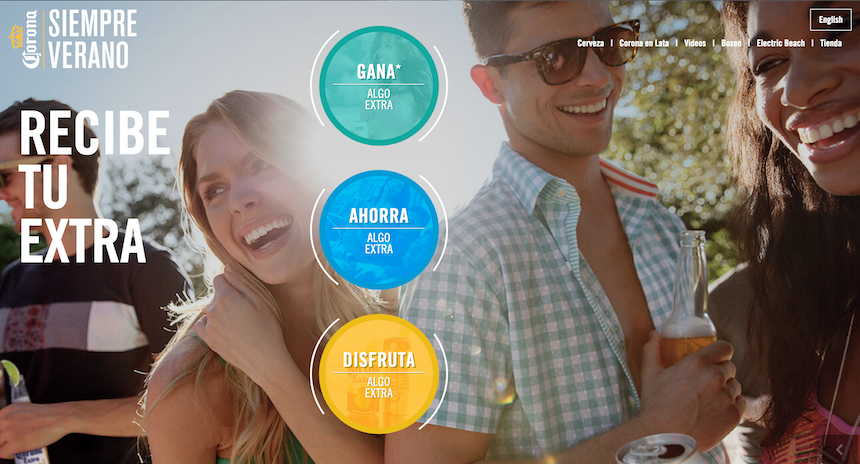 Corona
SIEMPRE
VERANO
English
Cerveza | Corona en Lata | Videos | Boxeo | Electric Beach | Tienda
RECIBE
TU
EXTRA
GANA*
ALGO
EXTRA
AHORRA
ALGO
EXTRA
DISFRUTA
ALGO
EXTRA